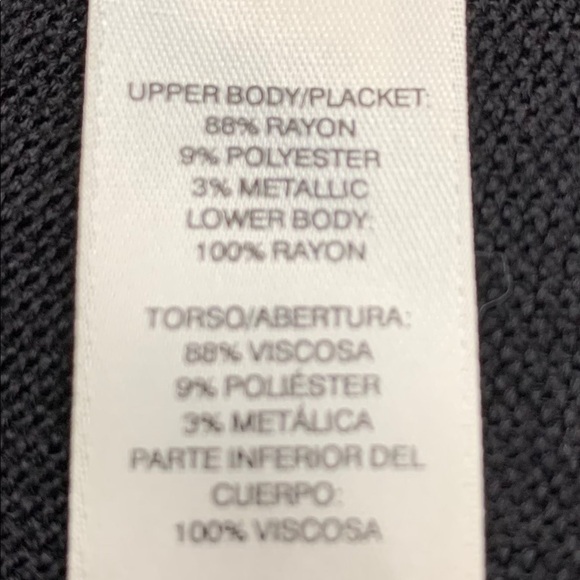 UPPER BODY/PLACKET:
88% RAYON
9% POLYESTER
3% METALLIC
LOWER BODY:
100% RAYON
TORSO/ABERTURA:
88% VISCOSA
9% POLIÉSTER
3% METÁLICA
PARTE INFERIOR DEL
CUERPO:
100% VISCOSA